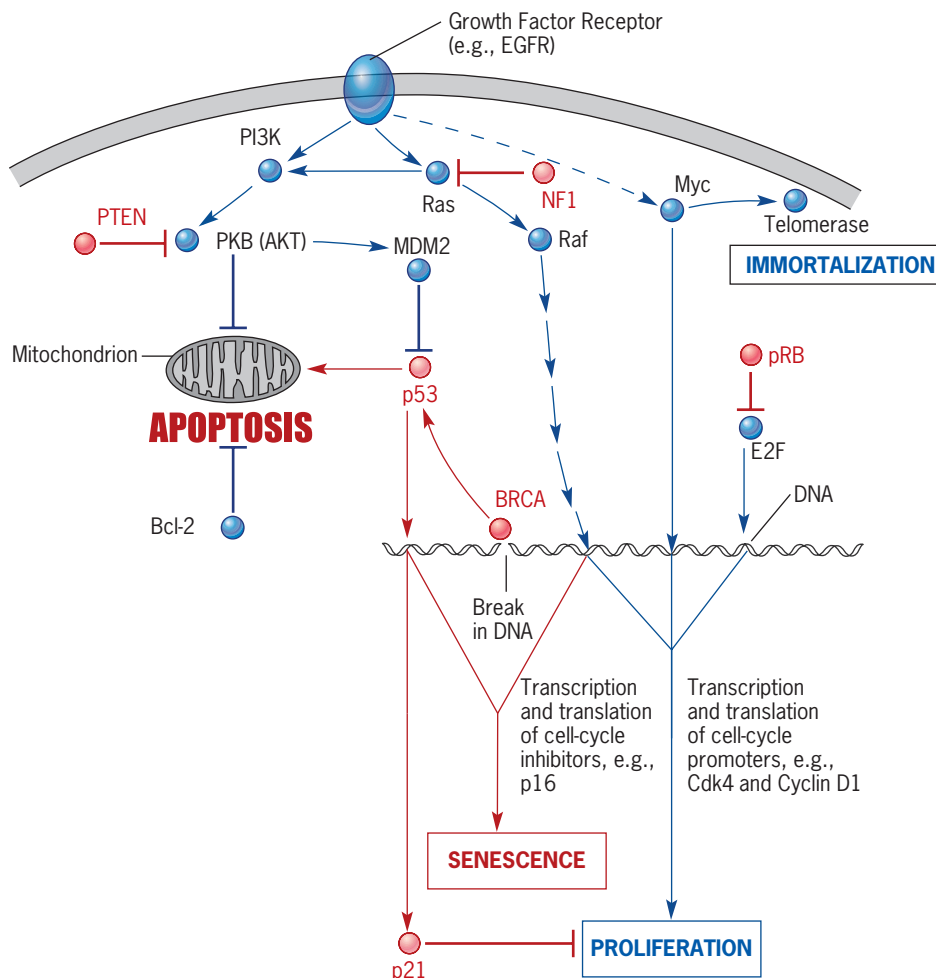 Growth Factor Receptor
(e.g., EGFR)
PI3K
Ras
NF1
Myc
Telomerase
IMMORTALIZATION
PTEN
PKB (AKT)
MDM2
Raf
Mitochondrion
p53
pRB
APOPTOSIS
E2F
Bcl-2
BRCA
DNA
Break
in DNA
Transcription
and translation
of cell-cycle
inhibitors, e.g.,
p16
Transcription
and translation
of cell-cycle
promoters, e.g.,
Cdk4 and Cyclin D1
SENESCENCE
p21
PROLIFERATION